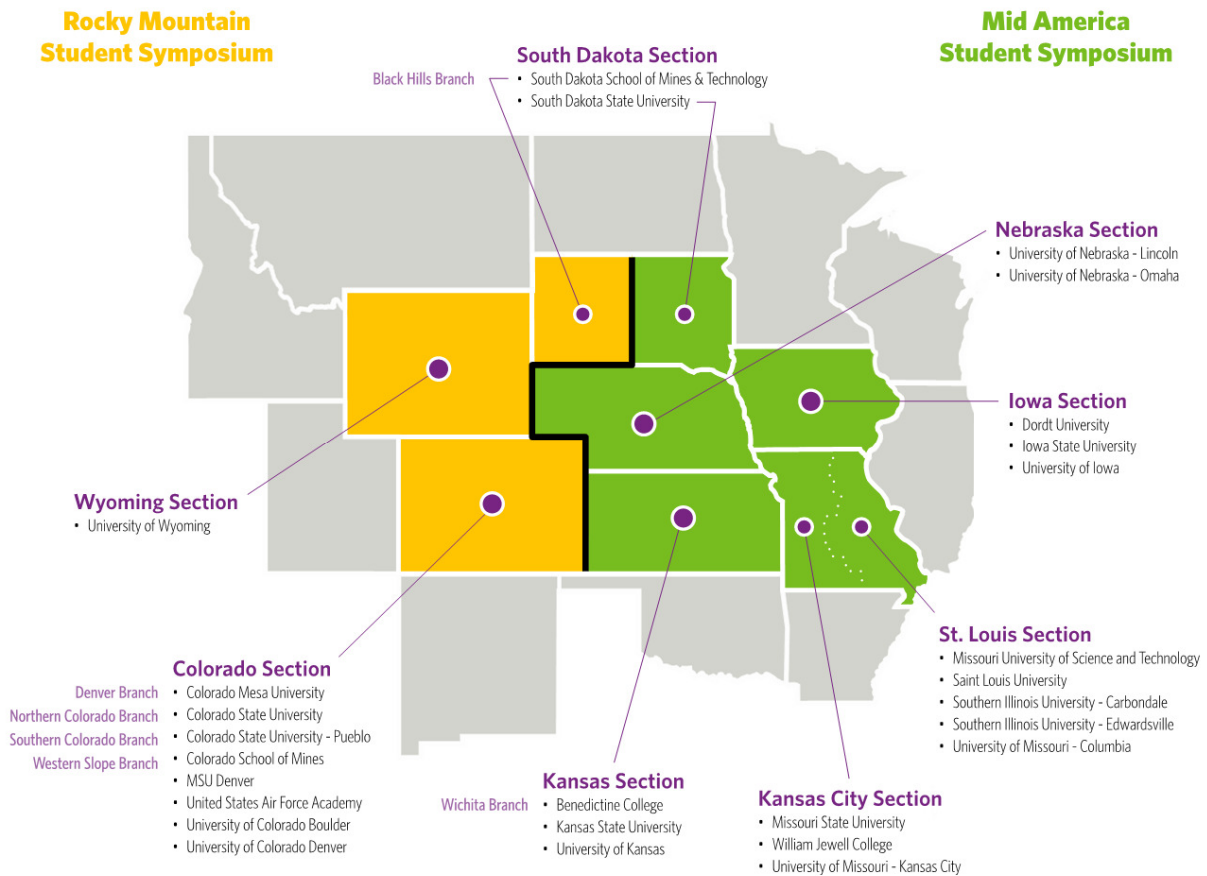 Rocky Mountain
Student Symposium
Mid America
Student Symposium
South Dakota Section
Black Hills Branch
• South Dakota School of Mines & Technology
• South Dakota State University
Nebraska Section
• University of Nebraska - Lincoln
• University of Nebraska - Omaha
Iowa Section
• Dordt University
• Iowa State University
• University of Iowa
Wyoming Section
• University of Wyoming
St. Louis Section
• Missouri University of Science and Technology
• Saint Louis University
• Southern Illinois University - Carbondale
• Southern Illinois University - Edwardsville
• University of Missouri - Columbia
Colorado Section
Denver Branch
Northern Colorado Branch
Southern Colorado Branch
Western Slope Branch
• Colorado Mesa University
• Colorado State University
• Colorado State University - Pueblo
• Colorado School of Mines
• MSU Denver
• United States Air Force Academy
• University of Colorado Boulder
• University of Colorado Denver
Kansas Section
Wichita Branch
• Benedictine College
• Kansas State University
• University of Kansas
Kansas City Section
• Missouri State University
• William Jewell College
• University of Missouri - Kansas City